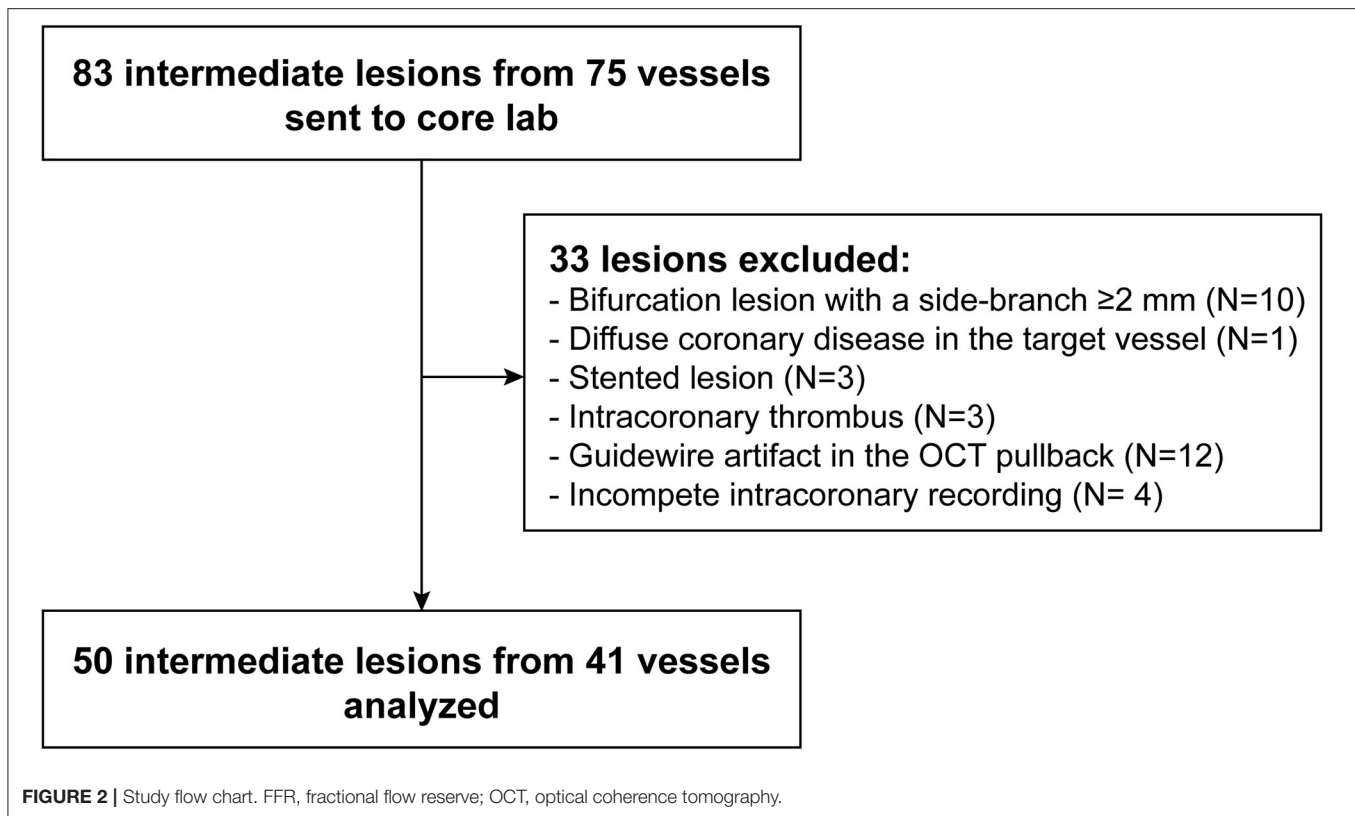 83 intermediate lesions from 75 vessels
sent to core lab
33 lesions excluded:
- Bifurcation lesion with a side-branch ≥2 mm (N=10)
- Diffuse coronary disease in the target vessel (N=1)
- Stented lesion (N=3)
- Intracoronary thrombus (N=3)
- Guidewire artifact in the OCT pullback (N=12)
- Incompete intracoronary recording (N= 4)
50 intermediate lesions from 41 vessels
analyzed
FIGURE 2 | Study flow chart. FFR, fractional flow reserve; OCT, optical coherence tomography.